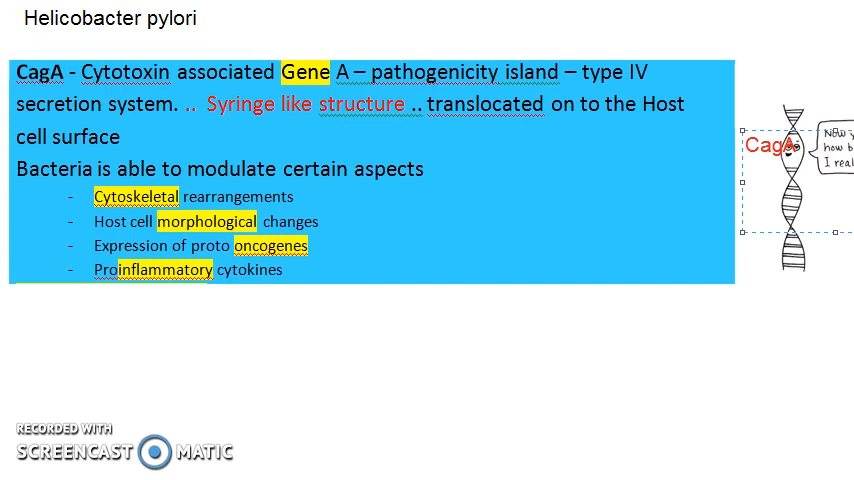 Helicobacter pylori
CagA - Cytotoxin associated Gene A – pathogenicity island – type IV
secretion system. .. Syringe like structure .. translocated on to the Host
cell surface
Bacteria is able to modulate certain aspects
- Cytoskeletal rearrangements
- Host cell morphological changes
- Expression of proto oncogenes
- Proinflammatory cytokines
CagA
Now
how
I
RECORDED WITH
SCREENCAST MATIC